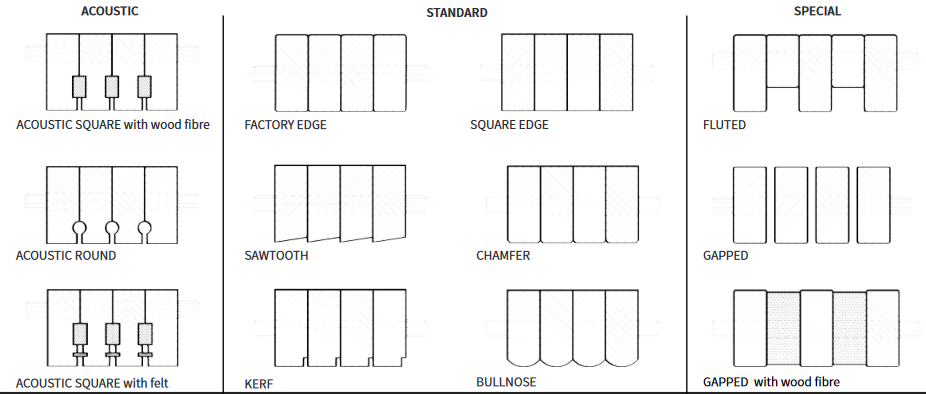 ACOUSTIC
STANDARD
SPECIAL
ACOUSTIC SQUARE with wood fibre
FACTORY EDGE
SQUARE EDGE
FLUTED
ACOUSTIC ROUND
SAWTOOTH
CHAMFER
GAPPED
ACOUSTIC SQUARE with felt
KERF
BULLNOSE
GAPPED with wood fibre